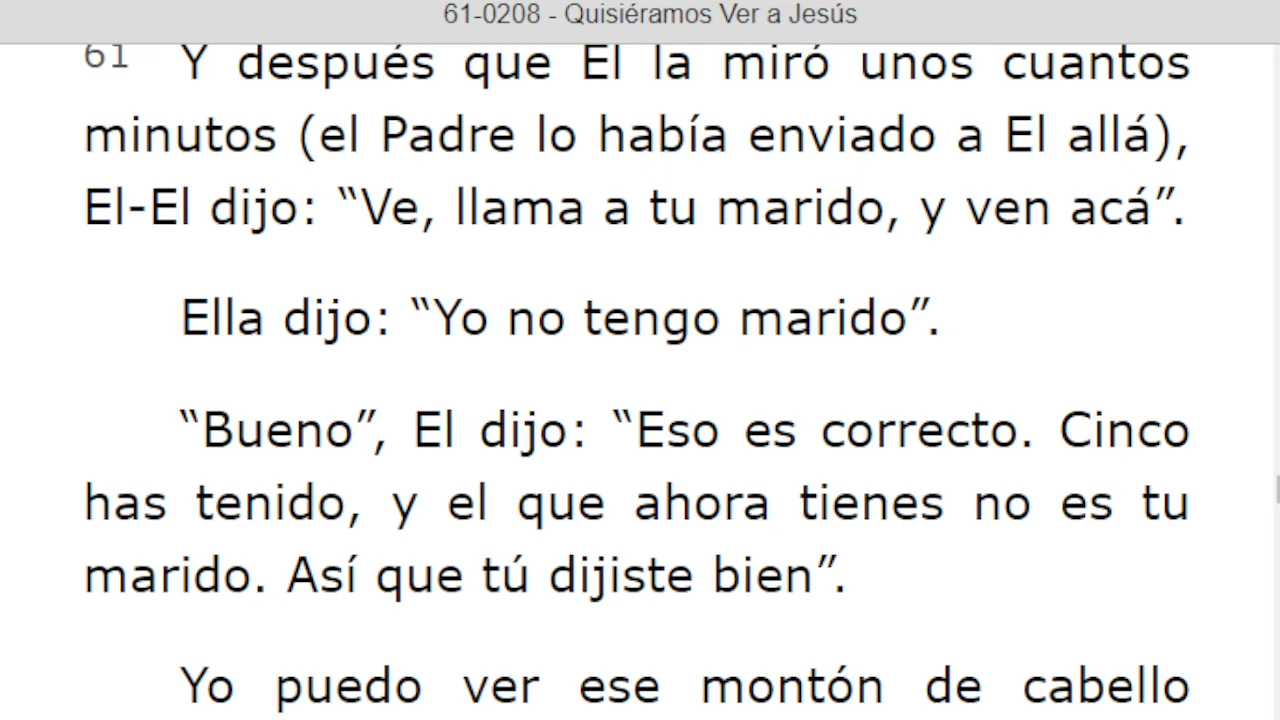 61-0208 - Quisiéramos Ver a Jesús
61 Y después que El la miró unos cuantos
minutos (el Padre lo había enviado a El allá),
El-El dijo: “Ve, llama a tu marido, y ven acá”.
Ella dijo: “Yo no tengo marido”.
“Bueno”, El dijo: “Eso es correcto. Cinco
has tenido, y el que ahora tienes no es tu
marido. Así que tú dijiste bien”.
Yo puedo ver ese montón de cabello